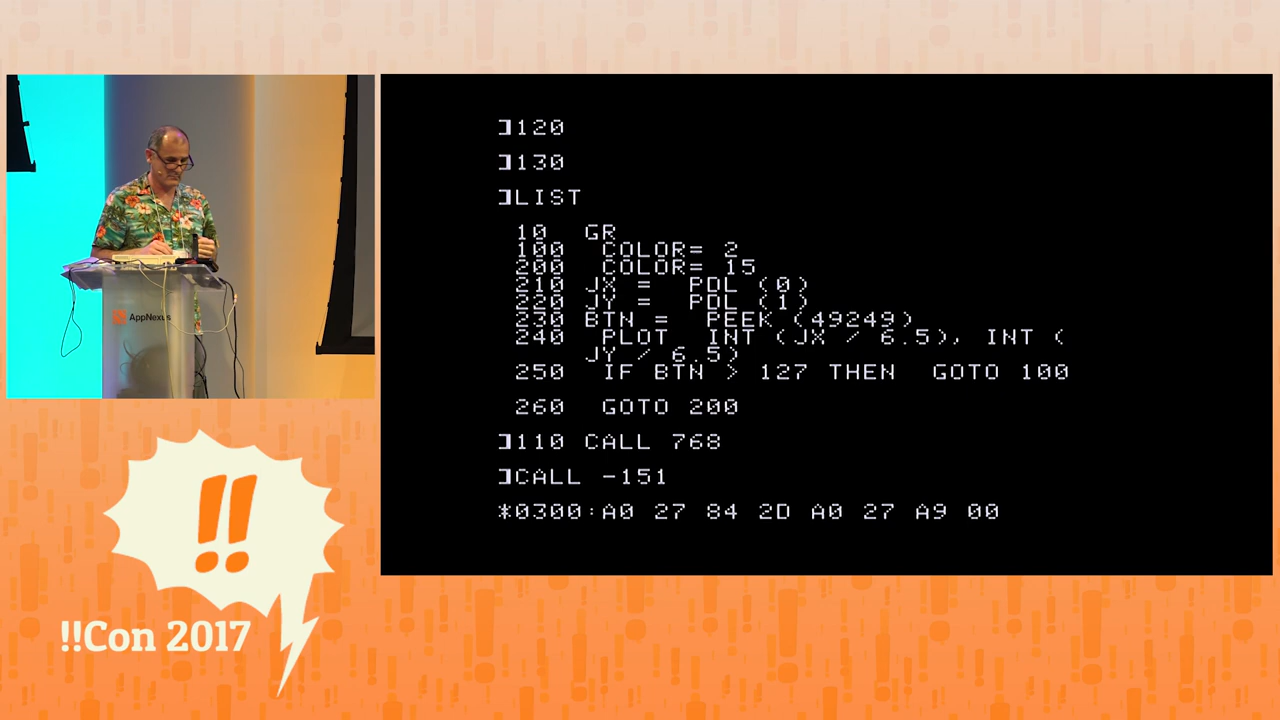 ]120
]130
]LIST
10 GR
100 COLOR= 2
200 COLOR= 15
210 JX = PDL (0)
220 JY = PDL (1)
230 BTN = PEEK (49249)
240 PLOT INT (JX / 6.5), INT (
JY / 6.5)
250 IF BTN > 127 THEN GOTO 100
260 GOTO 200
]110 CALL 768
]CALL -151
*0300:A0 27 84 2D A0 27 A9 00
AppNexus
!!
!!Con 2017